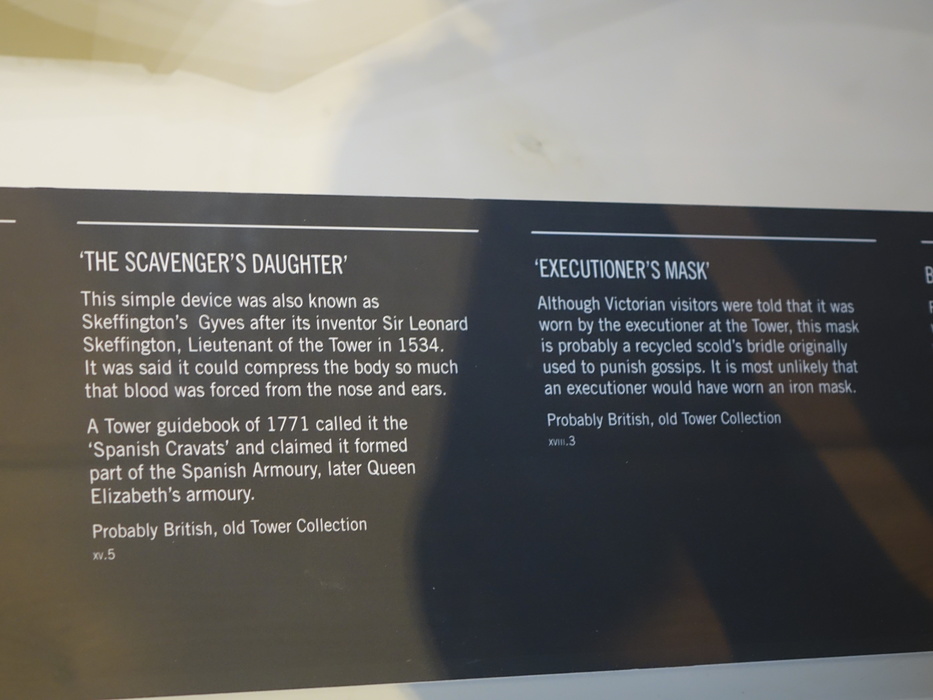 'THE SCAVENGER'S DAUGHTER'
This simple device was also known as
Skeffington's Gyves after its inventor Sir Leonard
Skeffington, Lieutenant of the Tower in 1534.
It was said it could compress the body so much
that blood was forced from the nose and ears.
A Tower guidebook of 1771 called it the
'Spanish Cravats' and claimed it formed
part of the Spanish Armoury, later Queen
Elizabeth's armoury.
Probably British, old Tower Collection
XV.5
'EXECUTIONER'S MASK'
Although Victorian visitors were told that it was
worn by the executioner at the Tower, this mask
is probably a recycled scold's bridle originally
used to punish gossips. It is most unlikely that
an executioner would have worn an iron mask.
Probably British, old Tower Collection
XVIII.3